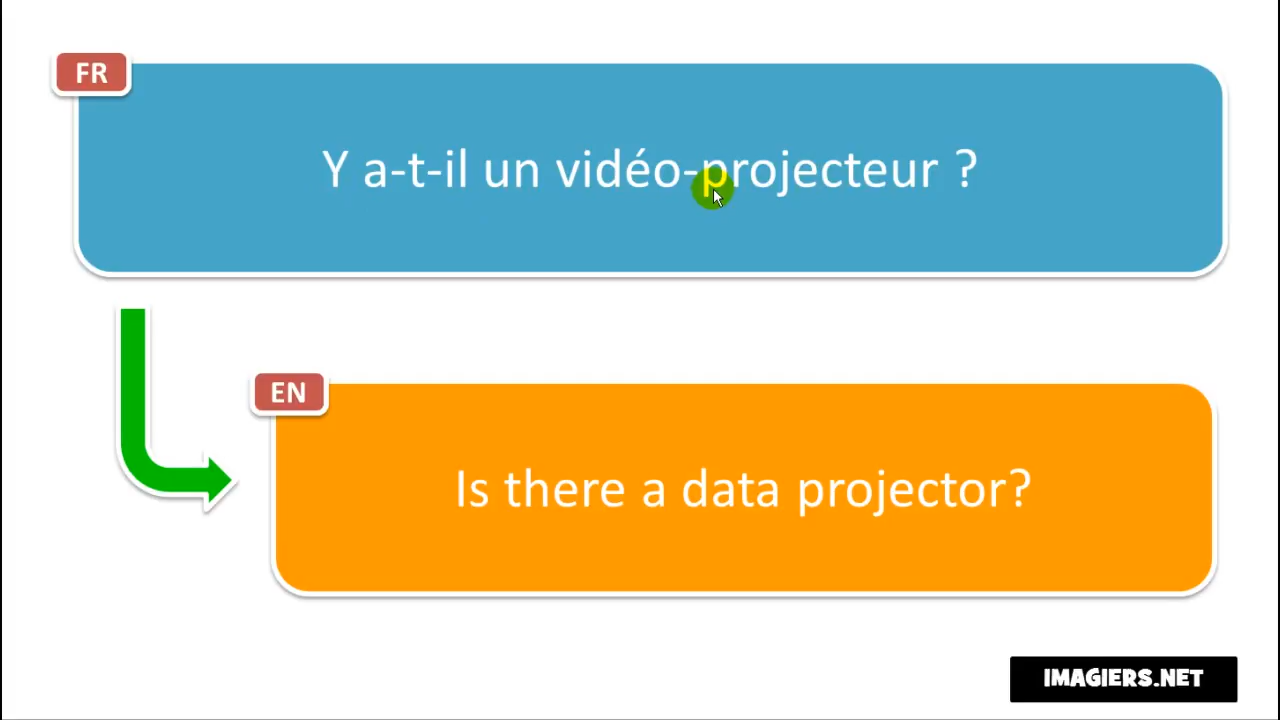 FR
Y a-t-il un vidéo-projecteur ?
EN
Is there a data projector?
IMAGIERS.NET